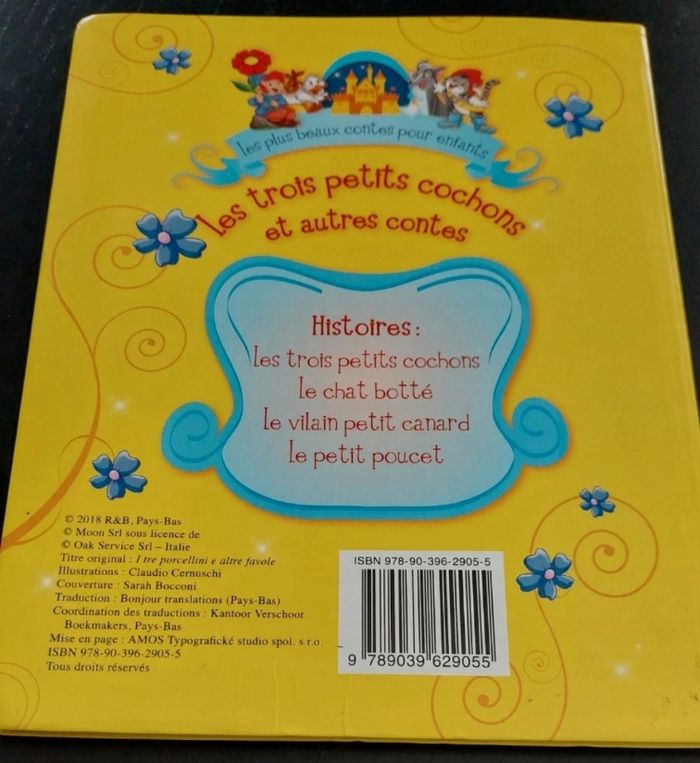 les plus beaux contes pour enfants
les trois petits cochons
et autres contes
Histoires :
les trois petits cochons
le chat botté
le vilain petit canard
le petit poucet
© 2018 R&B, Pays-Bas
© Moon Srl sous licence de
© Oak Service Srl – Italie
Titre original : I tre porcellini e altre favole
Illustrations : Claudio Cernuschi
Couverture : Sarah Bocconi
Traduction : Bonjour translations (Pays-Bas)
Coordination des traductions : Kantoor Verschoor
Boekmakers, Pays-Bas
Mise en page : AMOS Typografické studio spol. s r.o.
ISBN 978-90-396-2905-5
Tous droits réservés
ISBN 978-90-396-2905-5
9 789039 629055